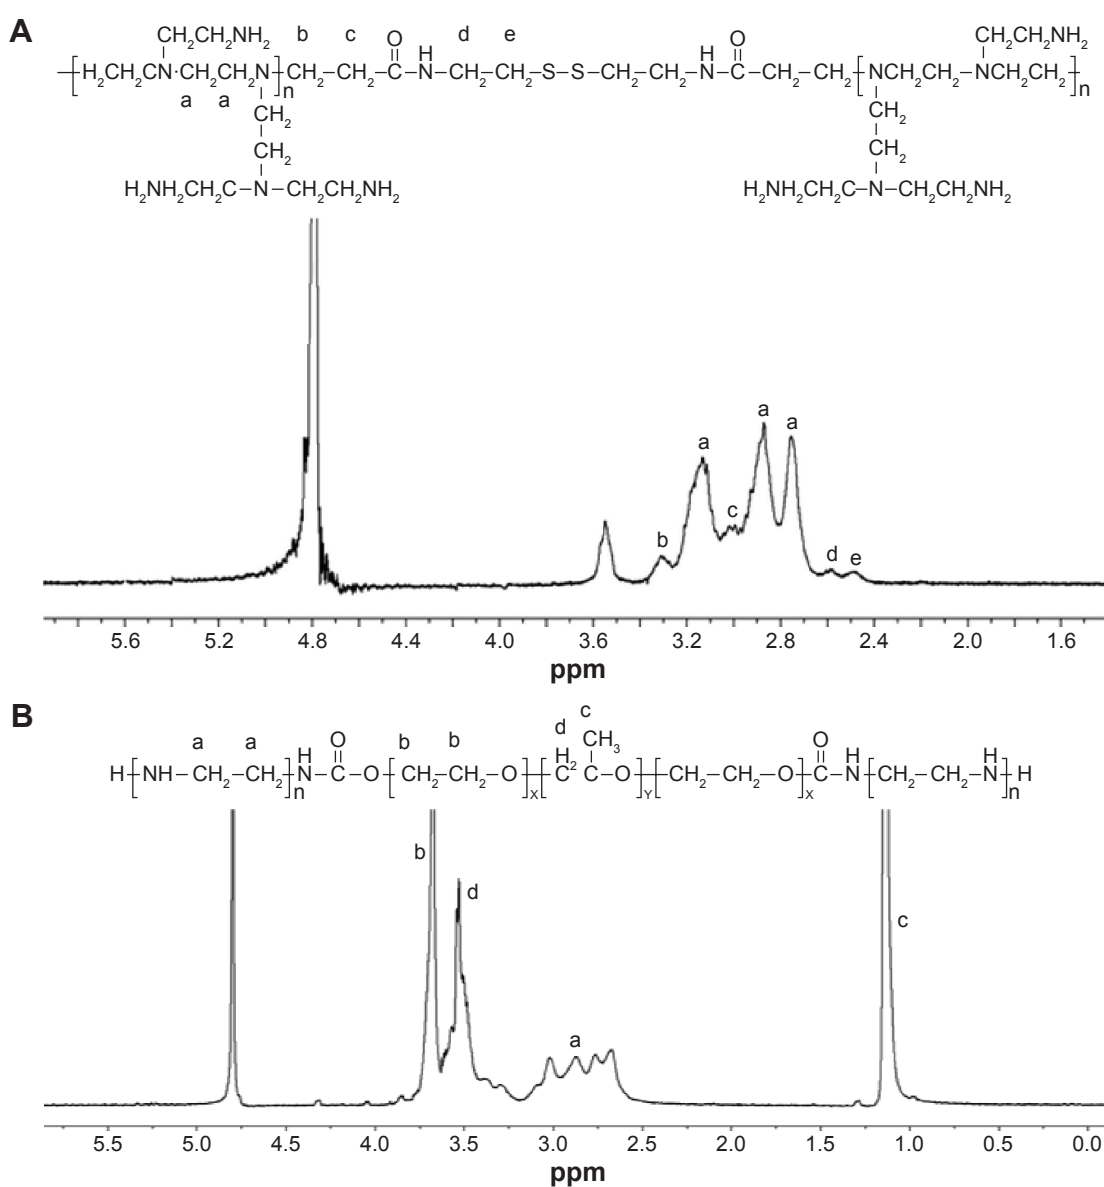 A
CH2CH2NH2 b c O H d e H O CH2CH2NH2
[H2CH2CN·CH2CH2N]n CH2–CH2–C–N–CH2–CH2–S–S–CH2–CH2–N–C–CH2–CH2[NCH2CH2–NCH2CH2]n
a a
CH2 CH2
CH2 CH2
H2NH2CH2C–N–CH2CH2NH2 H2NH2CH2C–N–CH2CH2NH2
a a a
b c d e
5.6 5.2 4.8 4.4 4.0 3.6 3.2 2.8 2.4 2.0 1.6
ppm
B
a a O b b d c O
H H2 CH3 H H
H[NH–CH2–CH2]n N–C–O[CH2–CH2–O]X[C–C–O]Y[CH2–CH2–O]X C–N[CH2–CH2–N]n H
b d a c
5.5 5.0 4.5 4.0 3.5 3.0 2.5 2.0 1.5 1.0 0.5 0.0
ppm